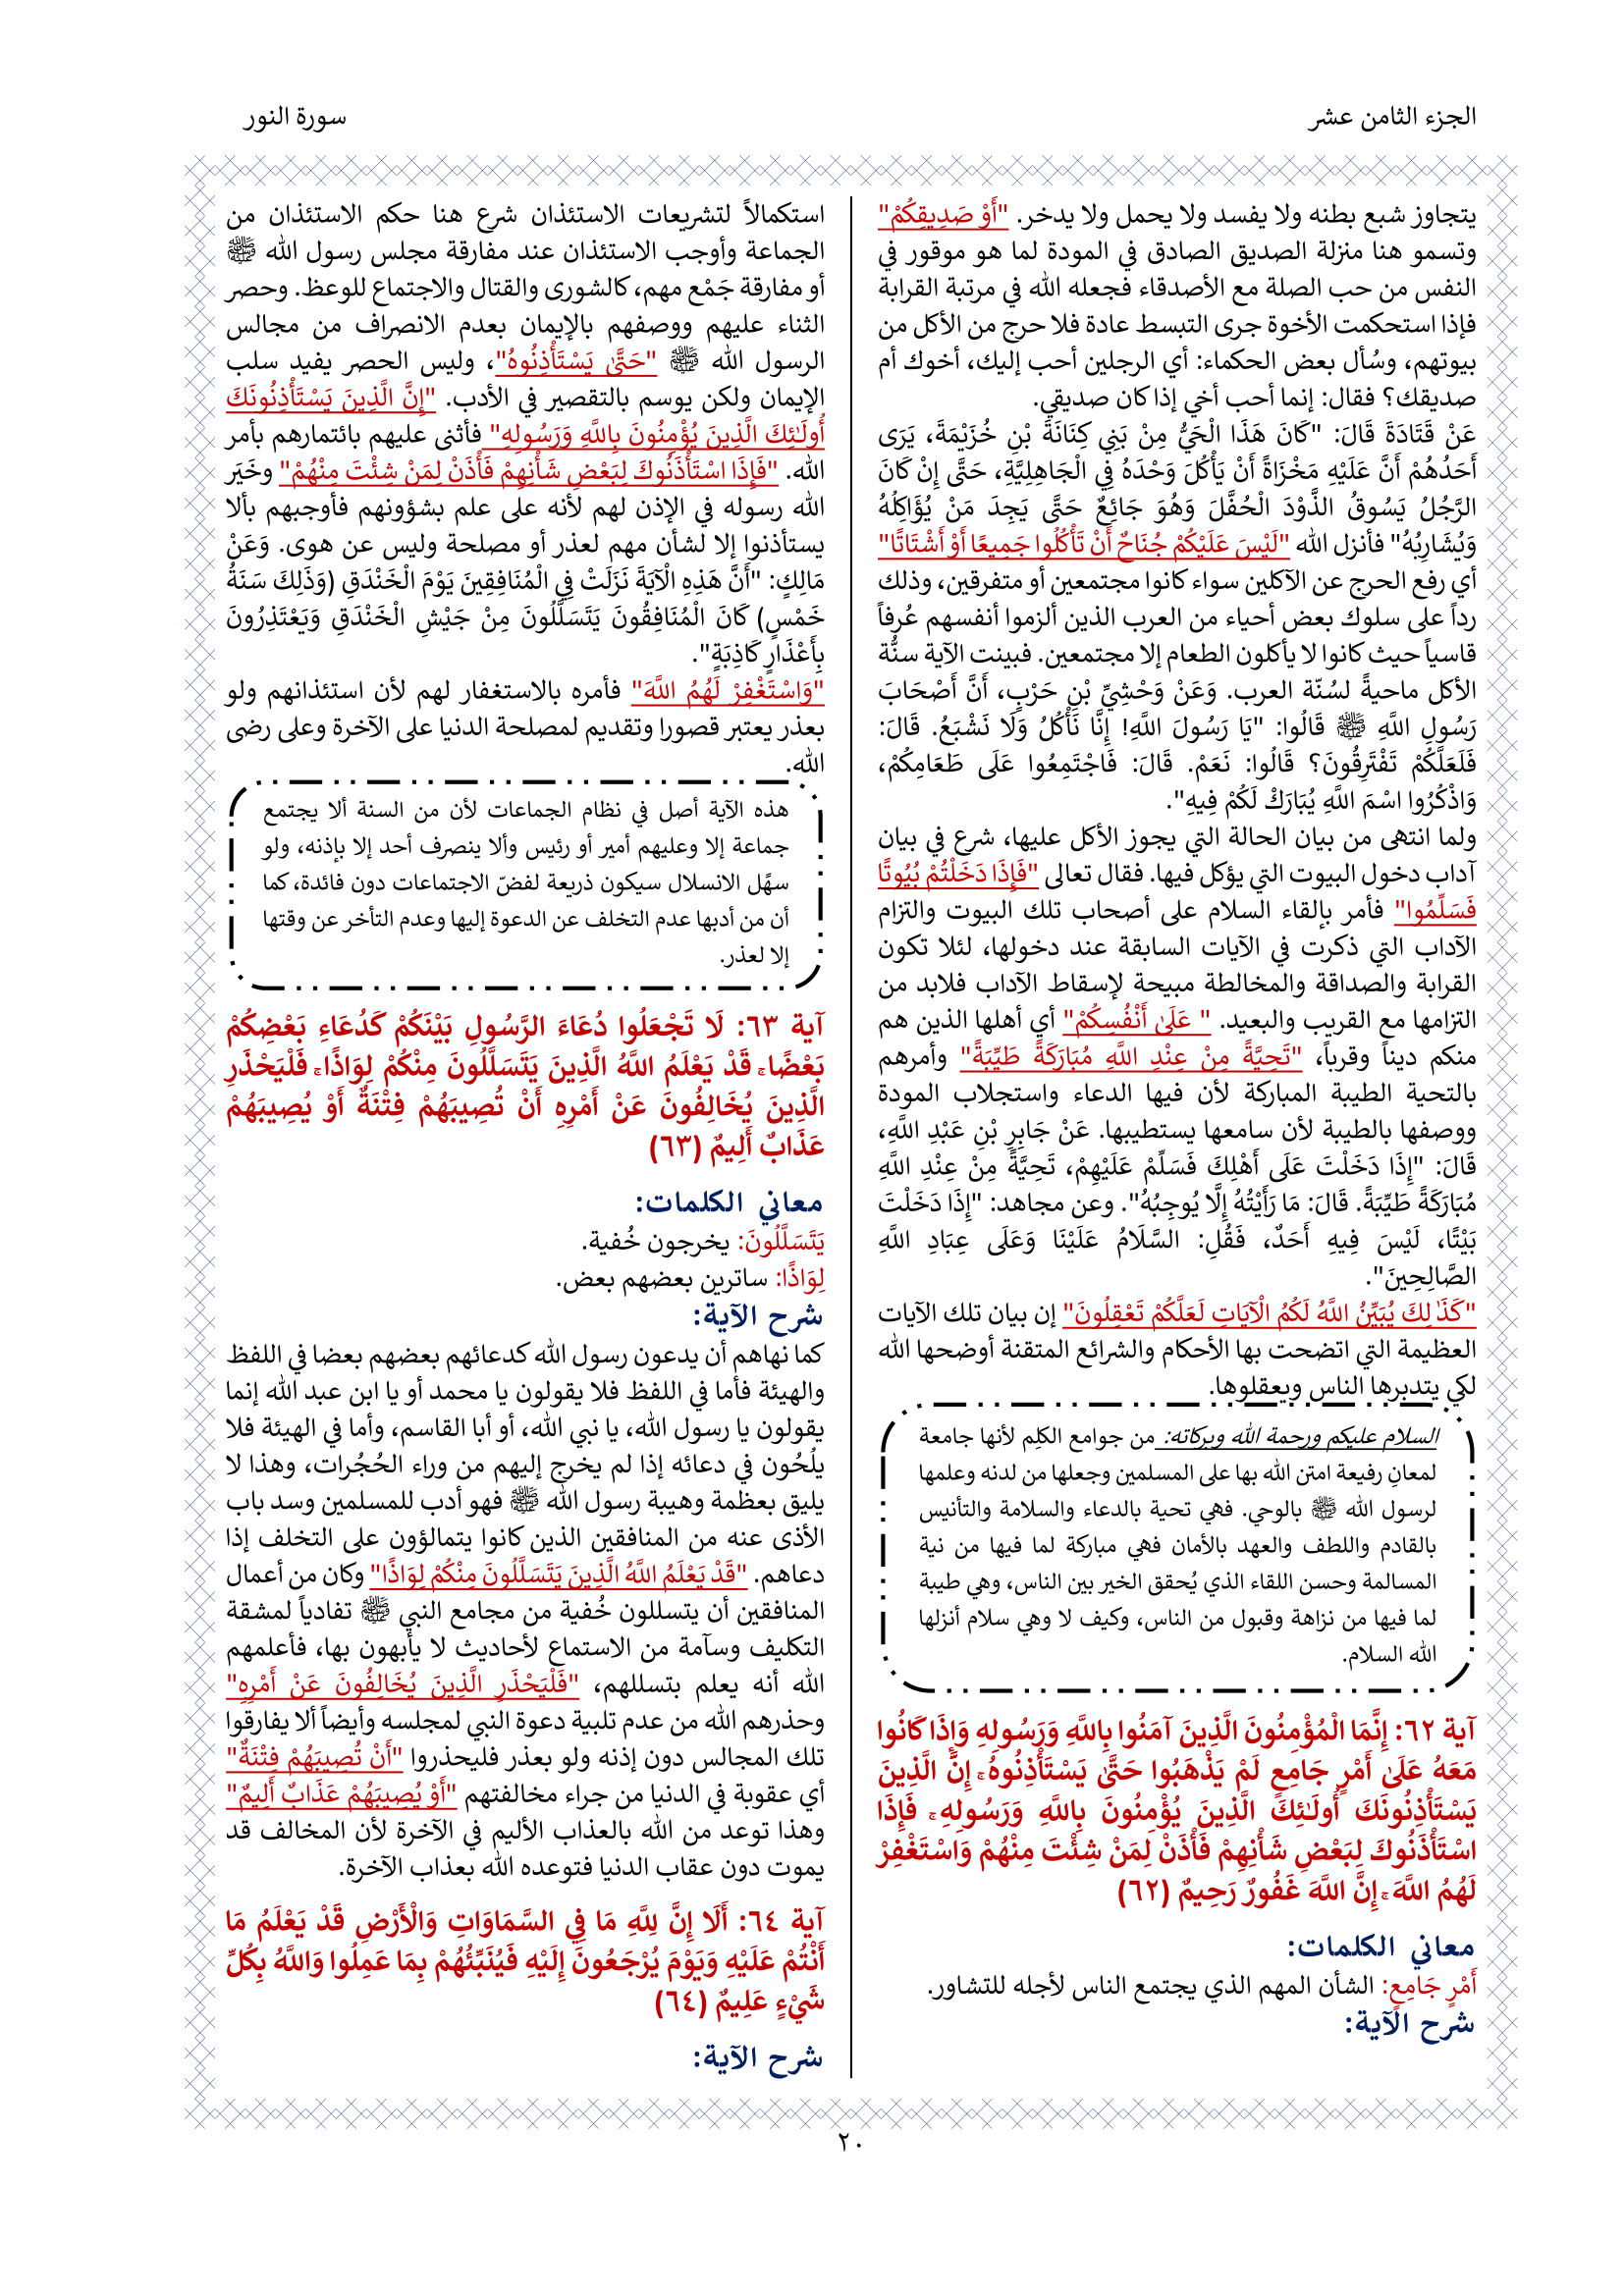 الجزء الثامن عشر
سورة النور
يتجاوز شبع بطنه ولا يفسد ولا يحمل ولا يدخر. "أَوْ صَدِيقِكُمْ"
وتسمو هنا منزلة الصديق الصادق في المودة لما هو موقور في
النفس من حب الصلة مع الأصدقاء فجعله الله في مرتبة القرابة
فإذا استحكمت الأخوة جرى التبسط عادة فلا حرج من الأكل من
بيوتهم، وسُأل بعض الحكماء: أي الرجلين أحب إليك، أخوك أم
صديقك؟ فقال: إنما أحب أخي إذا كان صديقي.
عَنْ قَتَادَةَ قَالَ: "كَانَ هَذَا الْحَيُّ مِنْ بَنِي كِنَانَةَ بْنِ خُزَيْمَةَ، يَرَى
أَحَدُهُمْ أَنَّ عَلَيْهِ مَخْزَاةً أَنْ يَأْكُلَ وَحْدَهُ فِي الْجَاهِلِيَّةِ، حَتَّى إِنْ كَانَ
الرَّجُلُ يَسُوقُ الذَّوْدَ الْحُفَّلَ وَهُوَ جَائِعٌ حَتَّى يَجِدَ مَنْ يُؤَاكِلُهُ
وَيُشَارِبُهُ" فأنزل الله "لَيْسَ عَلَيْكُمْ جُنَاحٌ أَنْ تَأْكُلُوا جَمِيعًا أَوْ أَشْتَاتًا"
أي رفع الحرج عن الآكلين سواء كانوا مجتمعين أو متفرقين، وذلك
رداً على سلوك بعض أحياء من العرب الذين ألزموا أنفسهم عُرفاً
قاسياً حيث كانوا لا يأكلون الطعام إلا مجتمعين. فبينت الآية سنُّة
الأكل ماحيةً لسُنّة العرب. وَعَنْ وَحْشِيِّ بْنِ حَرْبٍ، أَنَّ أَصْحَابَ
رَسُولِ اللَّهِ ﷺ قَالُوا: "يَا رَسُولَ اللَّهِ! إِنَّا نَأْكُلُ وَلَا نَشْبَعُ. قَالَ:
فَلَعَلَّكُمْ تَفْتَرِقُونَ؟ قَالُوا: نَعَمْ. قَالَ: فَاجْتَمِعُوا عَلَى طَعَامِكُمْ،
وَاذْكُرُوا اسْمَ اللَّهِ يُبَارَكْ لَكُمْ فِيهِ".
ولما انتهى من بيان الحالة التي يجوز الأكل عليها، شرع في بيان
آداب دخول البيوت التي يؤكل فيها. فقال تعالى "فَإِذَا دَخَلْتُمْ بُيُوتًا
فَسَلِّمُوا" فأمر بإلقاء السلام على أصحاب تلك البيوت والتزام
الآداب التي ذكرت في الآيات السابقة عند دخولها، لئلا تكون
القرابة والصداقة والمخالطة مبيحة لإسقاط الآداب فلابد من
التزامها مع القريب والبعيد. " عَلَىٰ أَنْفُسِكُمْ" أي أهلها الذين هم
منكم ديناً وقرباً، "تَحِيَّةً مِنْ عِنْدِ اللَّهِ مُبَارَكَةً طَيِّبَةً" وأمرهم
بالتحية الطيبة المباركة لأن فيها الدعاء واستجلاب المودة
ووصفها بالطيبة لأن سامعها يستطيبها. عَنْ جَابِرِ بْنِ عَبْدِ اللَّهِ،
قَالَ: "إِذَا دَخَلْتَ عَلَى أَهْلِكَ فَسَلِّمْ عَلَيْهِمْ، تَحِيَّةً مِنْ عِنْدِ اللَّهِ
مُبَارَكَةً طَيِّبَةً. قَالَ: مَا رَأَيْتُهُ إِلَّا يُوجِبُهُ". وعن مجاهد: "إِذَا دَخَلْتَ
بَيْتًا، لَيْسَ فِيهِ أَحَدٌ، فَقُلِ: السَّلَامُ عَلَيْنَا وَعَلَى عِبَادِ اللَّهِ
الصَّالِحِينَ".
"كَذَٰلِكَ يُبَيِّنُ اللَّهُ لَكُمُ الْآيَاتِ لَعَلَّكُمْ تَعْقِلُونَ" إن بيان تلك الآيات
العظيمة التي اتضحت بها الأحكام والشرائع المتقنة أوضحها الله
لكي يتدبرها الناس ويعقلوها.
السلام عليكم ورحمة الله وبركاته: من جوامع الكلِم لأنها جامعة
لمعانِ رفيعة امتن الله بها على المسلمين وجعلها من لدنه وعلمها
لرسول الله ﷺ بالوحي. فهي تحية بالدعاء والسلامة والتأنيس
بالقادم واللطف والعهد بالأمان فهي مباركة لما فيها من نية
المسالمة وحسن اللقاء الذي يُحقق الخير بين الناس، وهي طيبة
لما فيها من نزاهة وقبول من الناس، وكيف لا وهي سلام أنزلها
الله السلام.
آية ٦٢: إِنَّمَا الْمُؤْمِنُونَ الَّذِينَ آمَنُوا بِاللَّهِ وَرَسُولِهِ وَإِذَا كَانُوا
مَعَهُ عَلَىٰ أَمْرٍ جَامِعٍ لَمْ يَذْهَبُوا حَتَّىٰ يَسْتَأْذِنُوهُ ۚ إِنَّ الَّذِينَ
يَسْتَأْذِنُونَكَ أُولَـٰئِكَ الَّذِينَ يُؤْمِنُونَ بِاللَّهِ وَرَسُولِهِ ۚ فَإِذَا
اسْتَأْذَنُوكَ لِبَعْضِ شَأْنِهِمْ فَأْذَنْ لِمَنْ شِئْتَ مِنْهُمْ وَاسْتَغْفِرْ
لَهُمُ اللَّهَ ۚ إِنَّ اللَّهَ غَفُورٌ رَحِيمٌ (٦٢)
معاني الكلمات:
أَمْرٍ جَامِعٍ: الشأن المهم الذي يجتمع الناس لأجله للتشاور.
شرح الآية:
استكمالاً لتشريعات الاستئذان شرع هنا حكم الاستئذان من
الجماعة وأوجب الاستئذان عند مفارقة مجلس رسول الله ﷺ
أو مفارقة جَمْع مهم، كالشورى والقتال والاجتماع للوعظ. وحصر
الثناء عليهم ووصفهم بالإيمان بعدم الانصراف من مجالس
الرسول الله ﷺ "حَتَّىٰ يَسْتَأْذِنُوهُ"، وليس الحصر يفيد سلب
الإيمان ولكن يوسم بالتقصير في الأدب. "إِنَّ الَّذِينَ يَسْتَأْذِنُونَكَ
أُولَـٰئِكَ الَّذِينَ يُؤْمِنُونَ بِاللَّهِ وَرَسُولِهِ" فأثنى عليهم بائتمارهم بأمر
الله. "فَإِذَا اسْتَأْذَنُوكَ لِبَعْضِ شَأْنِهِمْ فَأْذَنْ لِمَنْ شِئْتَ مِنْهُمْ" وخَيَر
الله رسوله في الإذن لهم لأنه على علم بشؤونهم فأوجبهم بألا
يستأذنوا إلا لشأن مهم لعذر أو مصلحة وليس عن هوى. وَعَنْ
مَالِكٍ: "أَنَّ هَذِهِ الْآيَةَ نَزَلَتْ فِي الْمُنَافِقِينَ يَوْمَ الْخَنْدَقِ (وَذَلِكَ سَنَةُ
خَمْسٍ) كَانَ الْمُنَافِقُونَ يَتَسَلَّلُونَ مِنْ جَيْشِ الْخَنْدَقِ وَيَعْتَذِرُونَ
بِأَعْذَارٍ كَاذِبَةٍ".
"وَاسْتَغْفِرْ لَهُمُ اللَّهَ" فأمره بالاستغفار لهم لأن استئذانهم ولو
بعذر يعتبر قصورا وتقديم لمصلحة الدنيا على الآخرة وعلى رضى
الله.
هذه الآية أصل في نظام الجماعات لأن من السنة ألا يجتمع
جماعة إلا وعليهم أمير أو رئيس وألا ينصرف أحد إلا بإذنه، ولو
سهًل الانسلال سيكون ذريعة لفضّ الاجتماعات دون فائدة، كما
أن من أدبها عدم التخلف عن الدعوة إليها وعدم التأخر عن وقتها
إلا لعذر.
آية ٦٣: لَا تَجْعَلُوا دُعَاءَ الرَّسُولِ بَيْنَكُمْ كَدُعَاءِ بَعْضِكُمْ
بَعْضًا ۚ قَدْ يَعْلَمُ اللَّهُ الَّذِينَ يَتَسَلَّلُونَ مِنْكُمْ لِوَاذًا ۚ فَلْيَحْذَرِ
الَّذِينَ يُخَالِفُونَ عَنْ أَمْرِهِ أَنْ تُصِيبَهُمْ فِتْنَةٌ أَوْ يُصِيبَهُمْ
عَذَابٌ أَلِيمٌ (٦٣)
معاني الكلمات:
يَتَسَلَّلُونَ: يخرجون خُفية.
لِوَاذًا: ساترين بعضهم بعض.
شرح الآية:
كما نهاهم أن يدعون رسول الله كدعائهم بعضهم بعضا في اللفظ
والهيئة فأما في اللفظ فلا يقولون يا محمد أو يا ابن عبد الله إنما
يقولون يا رسول الله، يا نبي الله، أو أبا القاسم، وأما في الهيئة فلا
يلُحُون في دعائه إذا لم يخرج إليهم من وراء الحُجُرات، وهذا لا
يليق بعظمة وهيبة رسول الله ﷺ فهو أدب للمسلمين وسد باب
الأذى عنه من المنافقين الذين كانوا يتمالؤون على التخلف إذا
دعاهم. "قَدْ يَعْلَمُ اللَّهُ الَّذِينَ يَتَسَلَّلُونَ مِنْكُمْ لِوَاذًا" وكان من أعمال
المنافقين أن يتسللون خُفية من مجامع النبي ﷺ تفادياً لمشقة
التكليف وسآمة من الاستماع لأحاديث لا يأبهون بها، فأعلمهم
الله أنه يعلم بتسللهم، "فَلْيَحْذَرِ الَّذِينَ يُخَالِفُونَ عَنْ أَمْرِهِ"
وحذرهم الله من عدم تلبية دعوة النبي لمجلسه وأيضاً ألا يفارقوا
تلك المجالس دون إذنه ولو بعذر فليحذروا "أَنْ تُصِيبَهُمْ فِتْنَةٌ"
أي عقوبة في الدنيا من جراء مخالفتهم "أَوْ يُصِيبَهُمْ عَذَابٌ أَلِيمٌ"
وهذا توعد من الله بالعذاب الأليم في الآخرة لأن المخالف قد
يموت دون عقاب الدنيا فتوعده الله بعذاب الآخرة.
آية ٦٤: أَلَا إِنَّ لِلَّهِ مَا فِي السَّمَاوَاتِ وَالْأَرْضِ قَدْ يَعْلَمُ مَا
أَنْتُمْ عَلَيْهِ وَيَوْمَ يُرْجَعُونَ إِلَيْهِ فَيُنَبِّئُهُمْ بِمَا عَمِلُوا وَاللَّهُ بِكُلِّ
شَيْءٍ عَلِيمٌ (٦٤)
شرح الآية:
٢٠